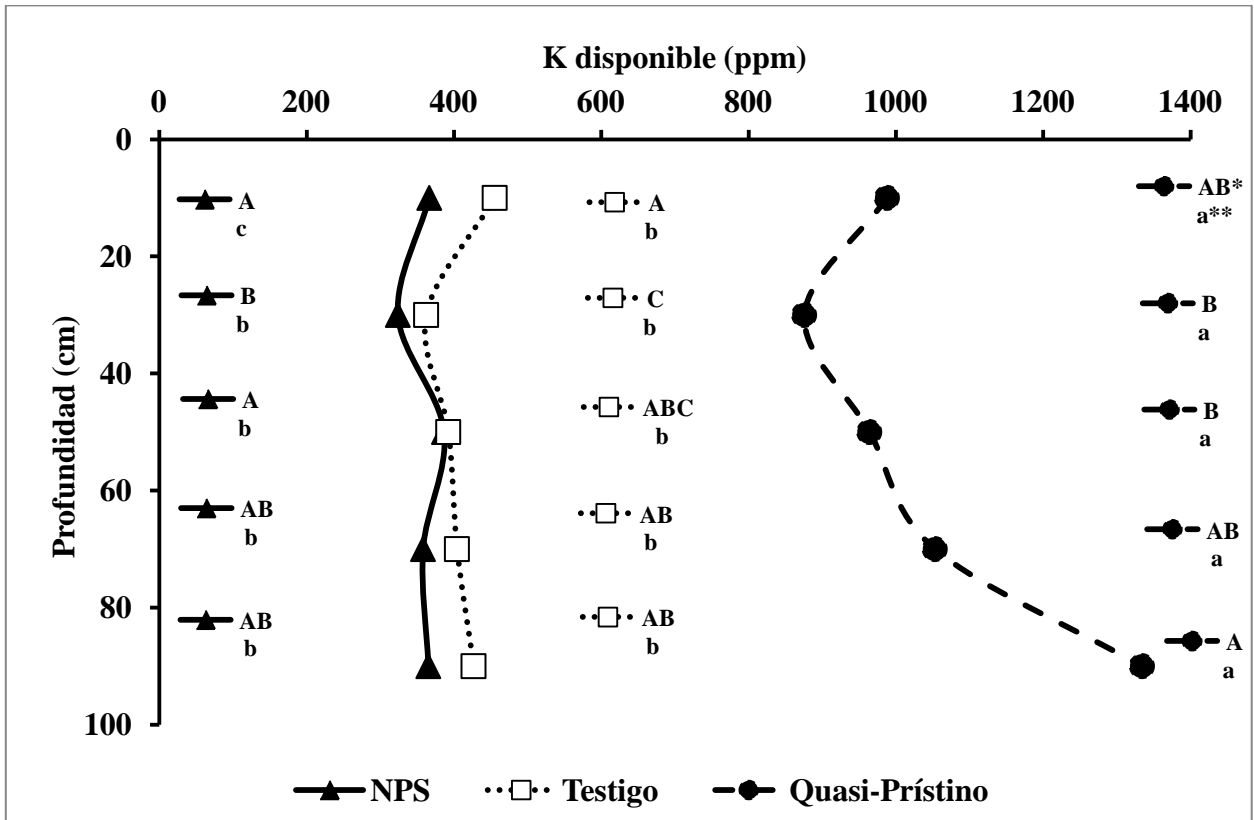 K disponible (ppm)
0 200 400 600 800 1000 1200 1400
Profundidad (cm)
0
20
40
60
80
100
A A AB*
c b a**
B C B
b b a
A ABC B
b b a
AB AB AB
b b a
AB AB A
b b a
NPS Testigo Quasi-Prístino